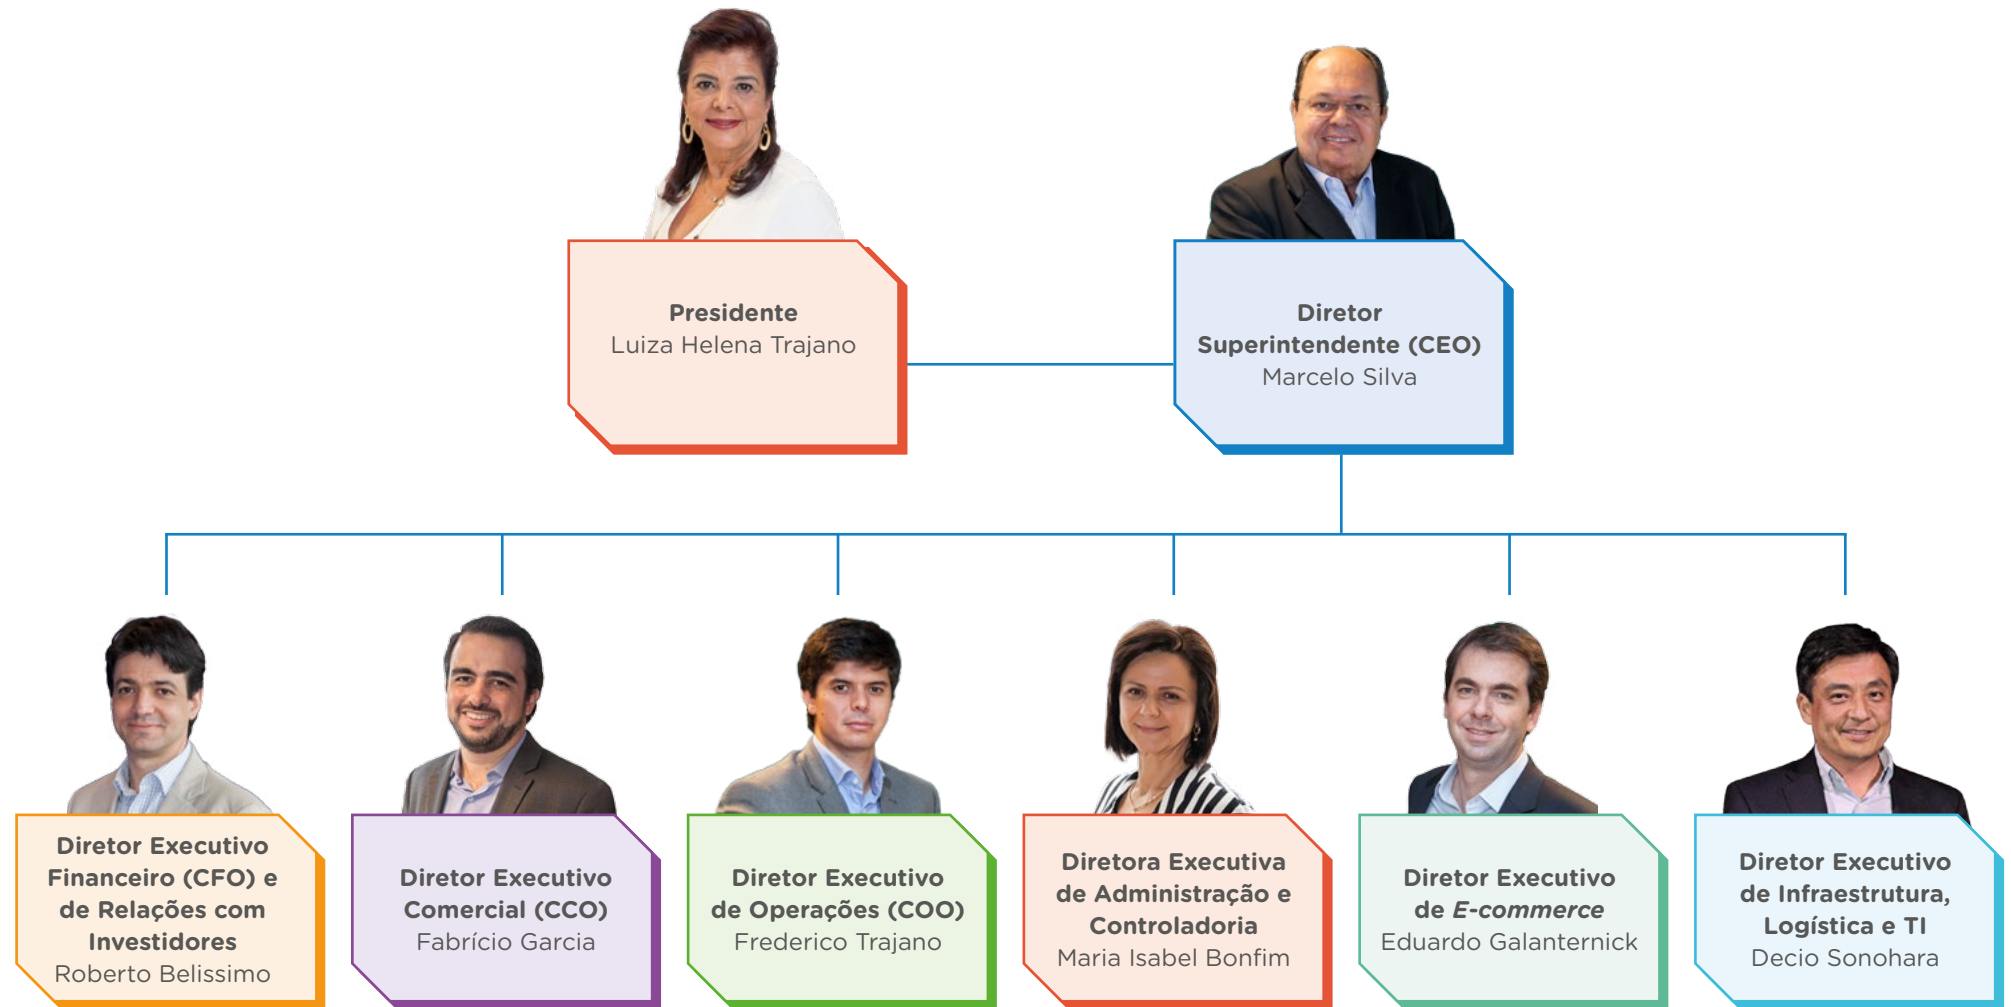 Presidente
Luiza Helena Trajano
Diretor
Superintendente (CEO)
Marcelo Silva
Diretor Executivo
Financeiro (CFO) e
de Relações com
Investidores
Roberto Belissimo
Diretor Executivo
Comercial (CCO)
Fabrício Garcia
Diretor Executivo
de Operações (COO)
Frederico Trajano
Diretora Executiva
de Administração e
Controladoria
Maria Isabel Bonfim
Diretor Executivo
de E-commerce
Eduardo Galanternick
Diretor Executivo
de Infraestrutura,
Logística e TI
Decio Sonohara